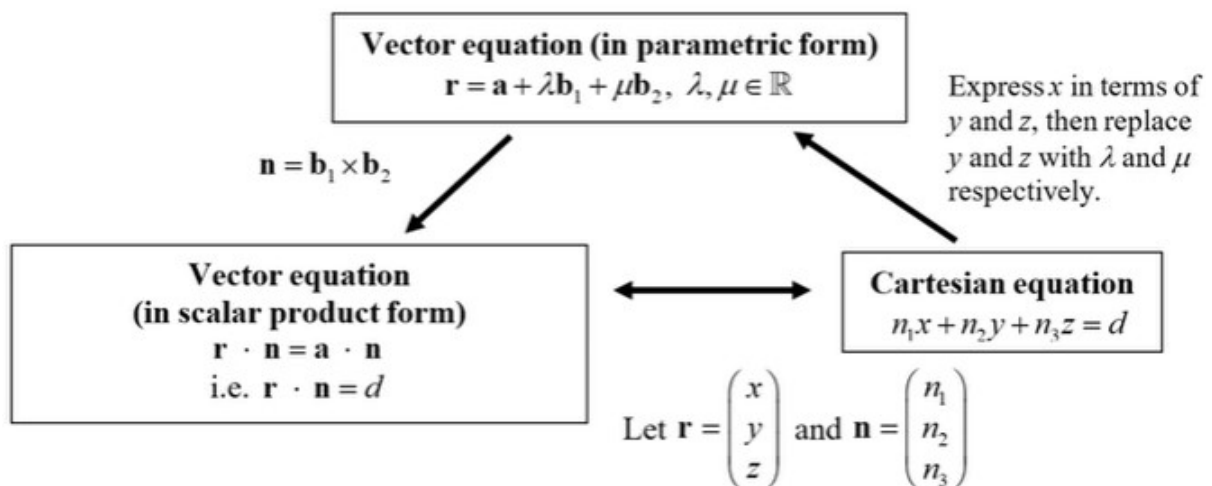 Vector equation (in parametric form)
r = a + λb₁ + μb₂, λ, μ ∈ ℝ
Express x in terms of
y and z, then replace
y and z with λ and μ
respectively.
n = b₁ × b₂
Vector equation
(in scalar product form)
r · n = a · n
i.e. r · n = d
Cartesian equation
n₁x + n₂y + n₃z = d
Let r = (x y z) and n = (n₁ n₂ n₃)